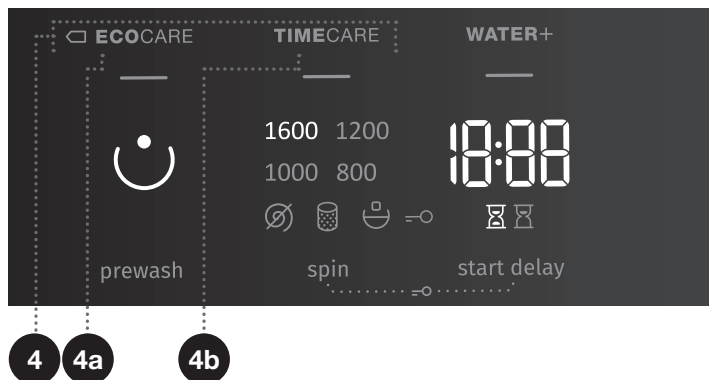 ECOCARE TIMECARE WATER+
1600 1200
1000 800
18:88
prewash spin start delay
4 4a 4b